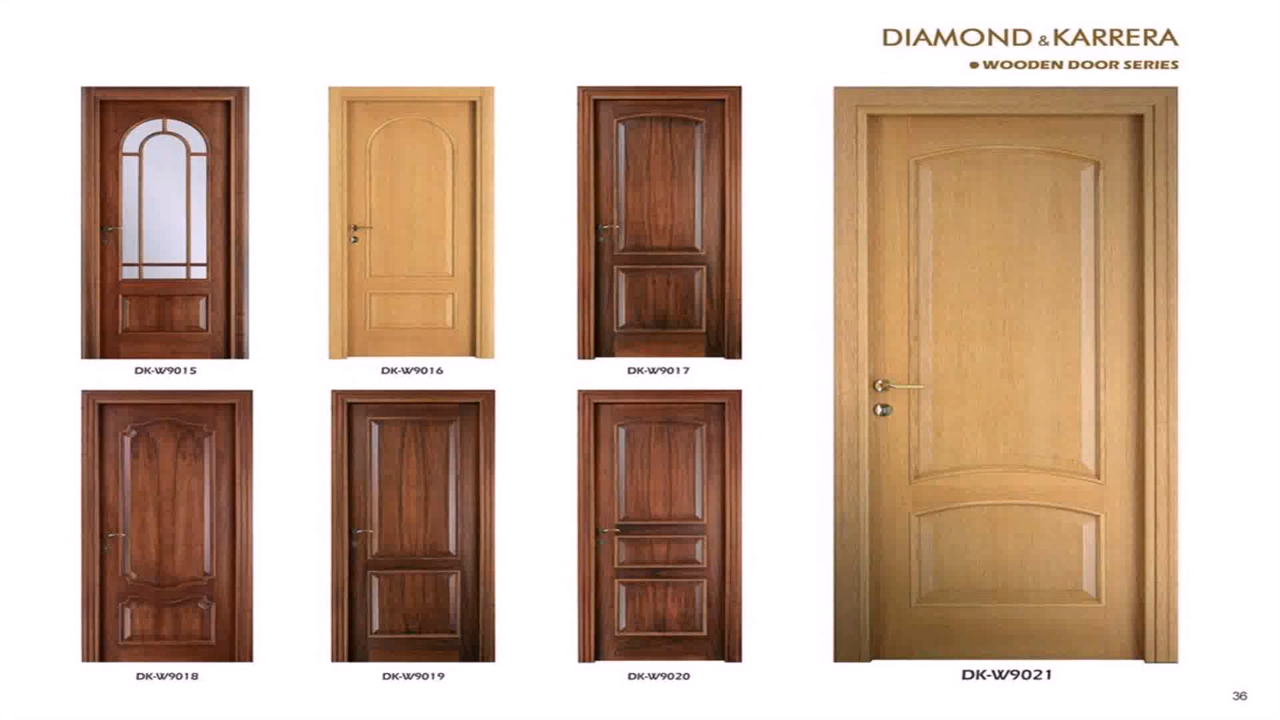 DIAMOND & KARRERA
● WOODEN DOOR SERIES
DK-W9015
DK-W9016
DK-W9017
DK-W9018
DK-W9019
DK-W9020
DK-W9021
36